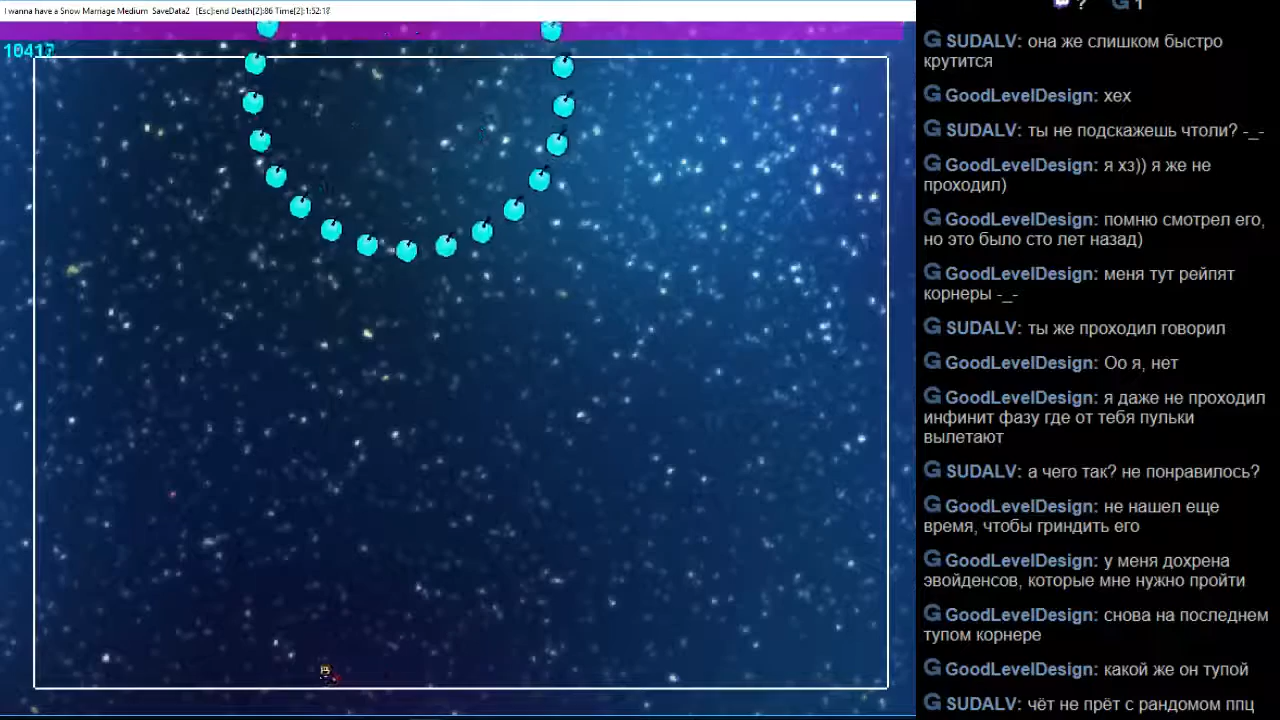 I wanna have a Snow Marriage Medium SaveData2 [Esc]:end Death[2]:86 Time[2]:1:52:18
10417
? G 1
G SUDALV: она же слишком быстро
крутится
G GoodLevelDesign: хех
G SUDALV: ты не подскажешь чтоли? -_-
G GoodLevelDesign: я хз)) я же не
проходил)
G GoodLevelDesign: помню смотрел его,
но это было сто лет назад)
G GoodLevelDesign: меня тут рейпят
корнеры -_-
G SUDALV: ты же проходил говорил
G GoodLevelDesign: Оо я, нет
G GoodLevelDesign: я даже не проходил
инфинит фазу где от тебя пульки
вылетают
G SUDALV: а чего так? не понравилось?
G GoodLevelDesign: не нашел еще
время, чтобы гриндить его
G GoodLevelDesign: у меня дохрена
эвойденсов, которые мне нужно пройти
G GoodLevelDesign: снова на последнем
тупом корнере
G GoodLevelDesign: какой же он тупой
G SUDALV: чёт не прёт с рандомом ппц